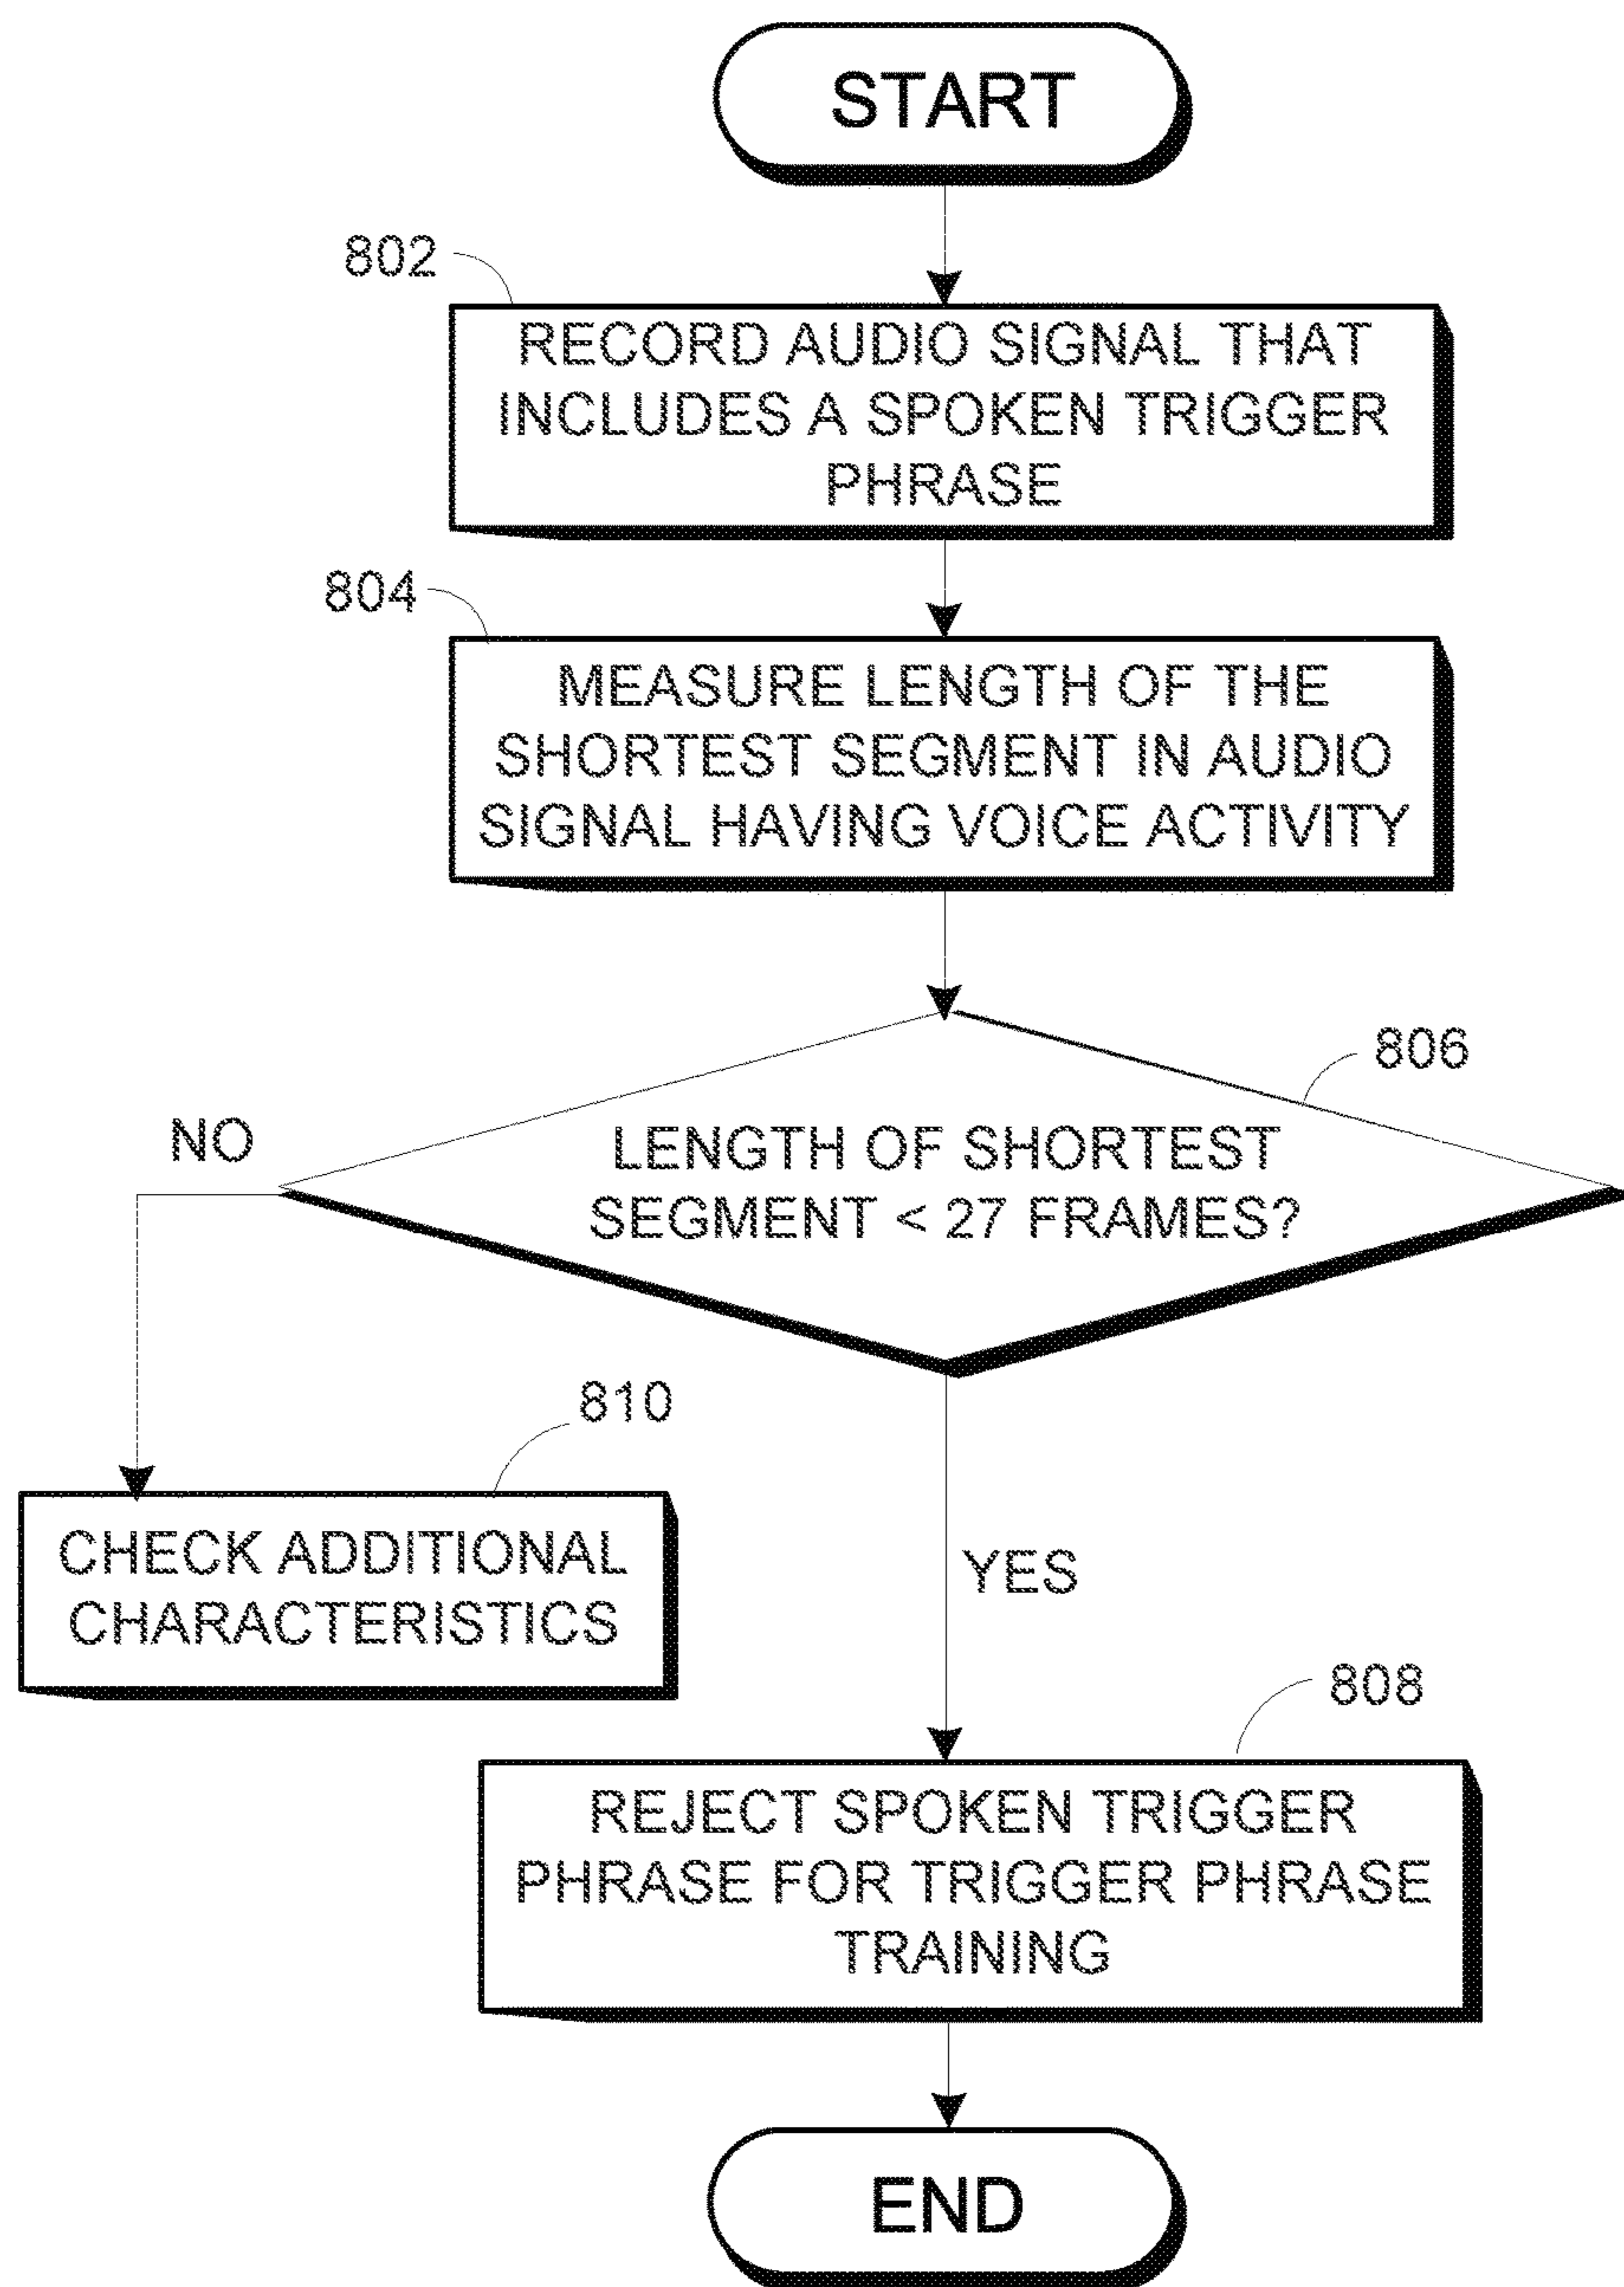 START
802
RECORD AUDIO SIGNAL THAT
INCLUDES A SPOKEN TRIGGER
PHRASE
804
MEASURE LENGTH OF THE
SHORTEST SEGMENT IN AUDIO
SIGNAL HAVING VOICE ACTIVITY
806
NO
LENGTH OF SHORTEST
SEGMENT < 27 FRAMES?
810
CHECK ADDITIONAL
CHARACTERISTICS
YES
808
REJECT SPOKEN TRIGGER
PHRASE FOR TRIGGER PHRASE
TRAINING
END